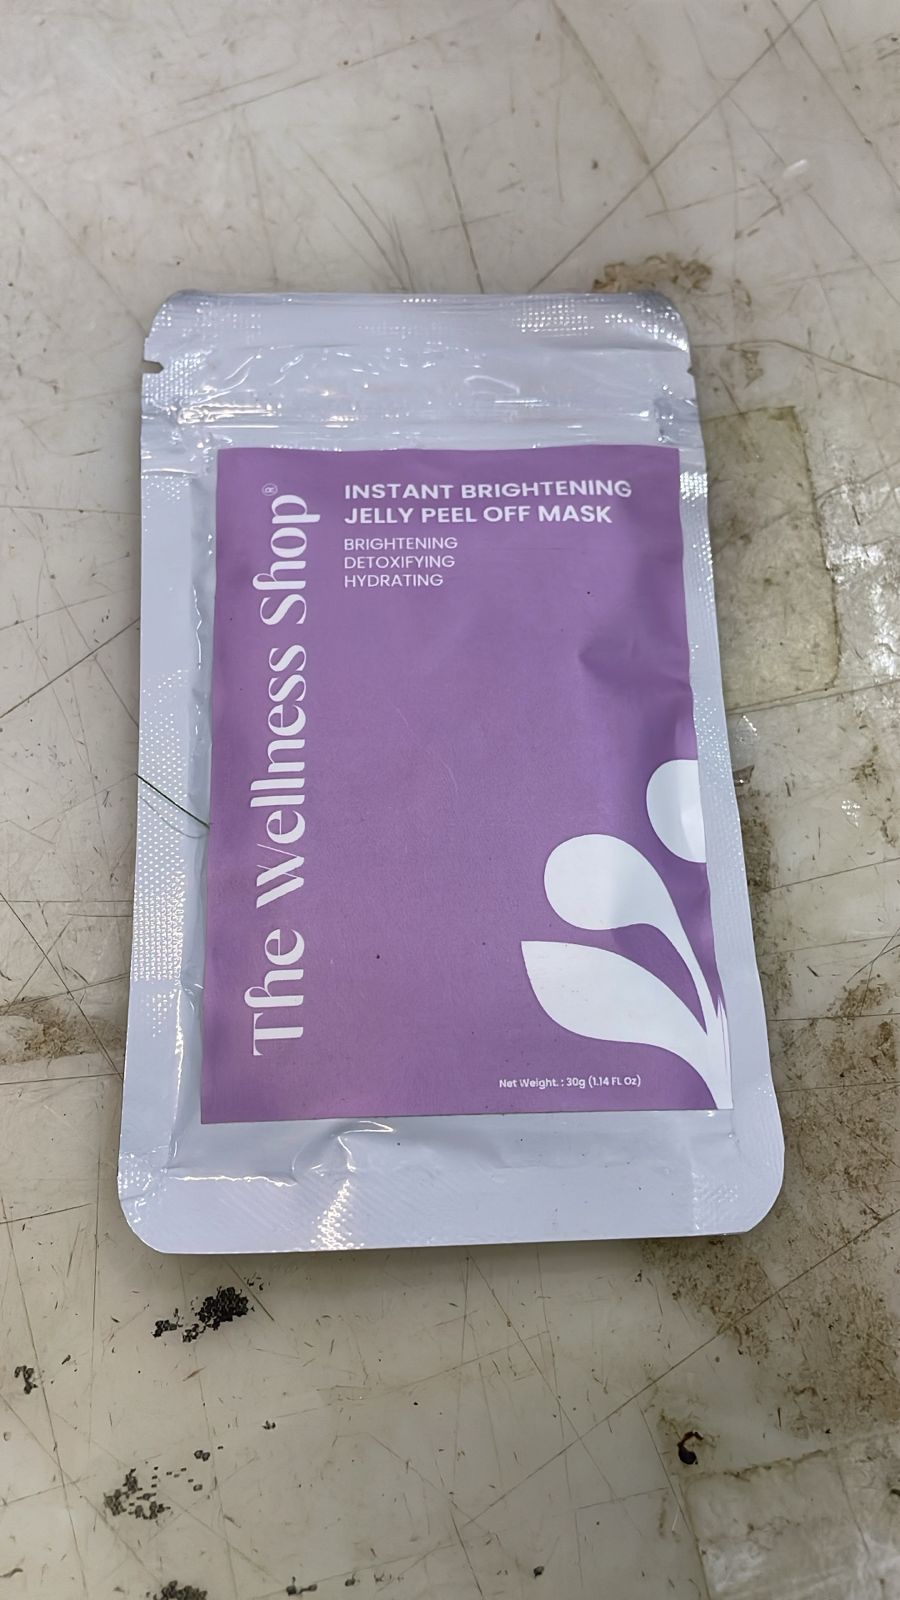 The Wellness Shop®
INSTANT BRIGHTENING
JELLY PEEL OFF MASK
BRIGHTENING
DETOXIFYING
HYDRATING
Net Weight. : 30g (1.14 FL Oz)